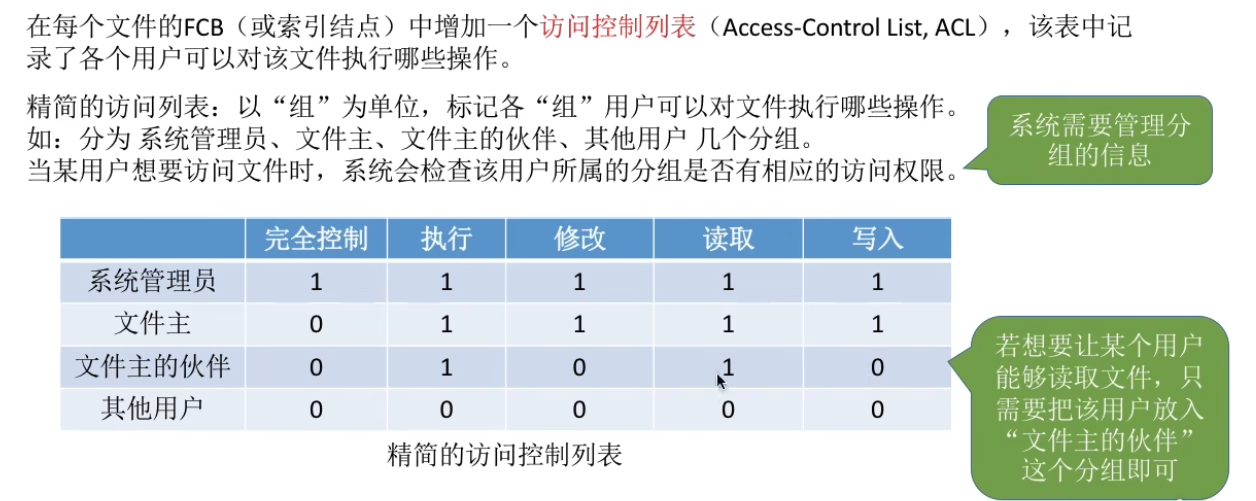 在每个文件的FCB（或索引结点）中增加一个访问控制列表（Access-Control List, ACL），该表中记
录了各个用户可以对该文件执行哪些操作。
精简的访问列表：以“组”为单位，标记各“组”用户可以对文件执行哪些操作。
如：分为 系统管理员、文件主、文件主的伙伴、其他用户 几个分组。
当某用户想要访问文件时，系统会检查该用户所属的分组是否有相应的访问权限。
系统需要管理分
组的信息
完全控制 执行 修改 读取 写入
系统管理员 1 1 1 1 1
文件主 0 1 1 1 1
文件主的伙伴 0 1 0 1 0
其他用户 0 0 0 0 0
精简的访问控制列表
若想要让某个用户
能够读取文件，只
需要把该用户放入
“文件主的伙伴”
这个分组即可